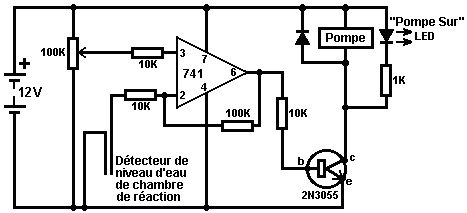 "Pompe Sur"
LED
Pompe
100K
10K
3
7
741
6
2
4
10K
100K
10K
1K
+
12V
Détecteur de
niveau d'eau
de chambre
de réaction
b
c
e
2N3055